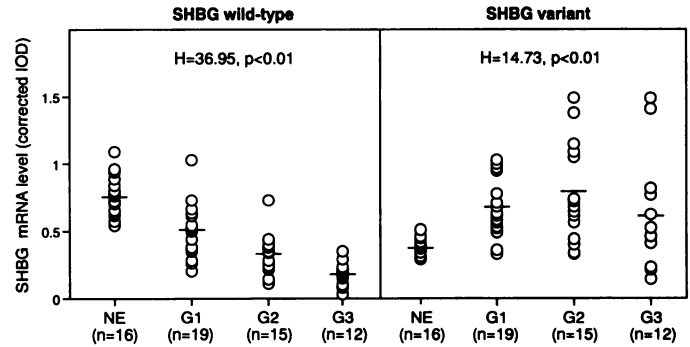 SHBG wild-type SHBG variant
H=36.95, p<0.01 H=14.73, p<0.01
SHBG mRNA level (corrected IOD)
1.5
1
0.5
0
NE G1 G2 G3 NE G1 G2 G3
(n=16) (n=19) (n=15) (n=12) (n=16) (n=19) (n=15) (n=12)